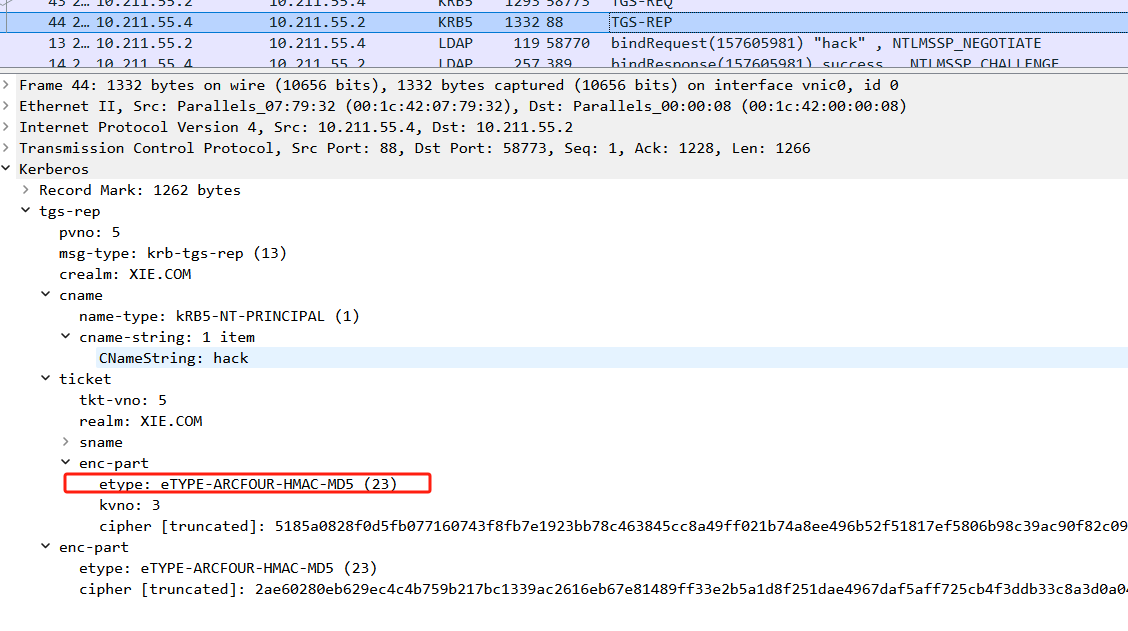 43 2… 10.211.55.2 10.211.55.4 KRB5 1293 58773 TGS-REQ
44 2… 10.211.55.4 10.211.55.2 KRB5 1332 88 TGS-REP
13 2… 10.211.55.2 10.211.55.4 LDAP 119 58770 bindRequest(157605981) "hack" , NTLMSSP_NEGOTIATE
14 2… 10.211.55.4 10.211.55.2 LDAP 257 389 bindResponse(157605981) success , NTLMSSP_CHALLENGE
Frame 44: 1332 bytes on wire (10656 bits), 1332 bytes captured (10656 bits) on interface vnic0, id 0
Ethernet II, Src: Parallels_07:79:32 (00:1c:42:07:79:32), Dst: Parallels_00:00:08 (00:1c:42:00:00:08)
Internet Protocol Version 4, Src: 10.211.55.4, Dst: 10.211.55.2
Transmission Control Protocol, Src Port: 88, Dst Port: 58773, Seq: 1, Ack: 1228, Len: 1266
Kerberos
Record Mark: 1262 bytes
tgs-rep
pvno: 5
msg-type: krb-tgs-rep (13)
crealm: XIE.COM
cname
name-type: kRB5-NT-PRINCIPAL (1)
cname-string: 1 item
CNameString: hack
ticket
tkt-vno: 5
realm: XIE.COM
sname
enc-part
etype: eTYPE-ARCFOUR-HMAC-MD5 (23)
kvno: 3
cipher [truncated]: 5185a0828f0d5fb077160743f8fb7e1923bb78c463845cc8a49ff021b74a8ee496b52f51817ef5806b98c39ac90f82c09
enc-part
etype: eTYPE-ARCFOUR-HMAC-MD5 (23)
cipher [truncated]: 2ae60280eb629ec4c4b759b217bc1339ac2616eb67e81489ff33e2b5a1d8f251dae4967daf5aff725cb4f3ddb33c8a3d0a04